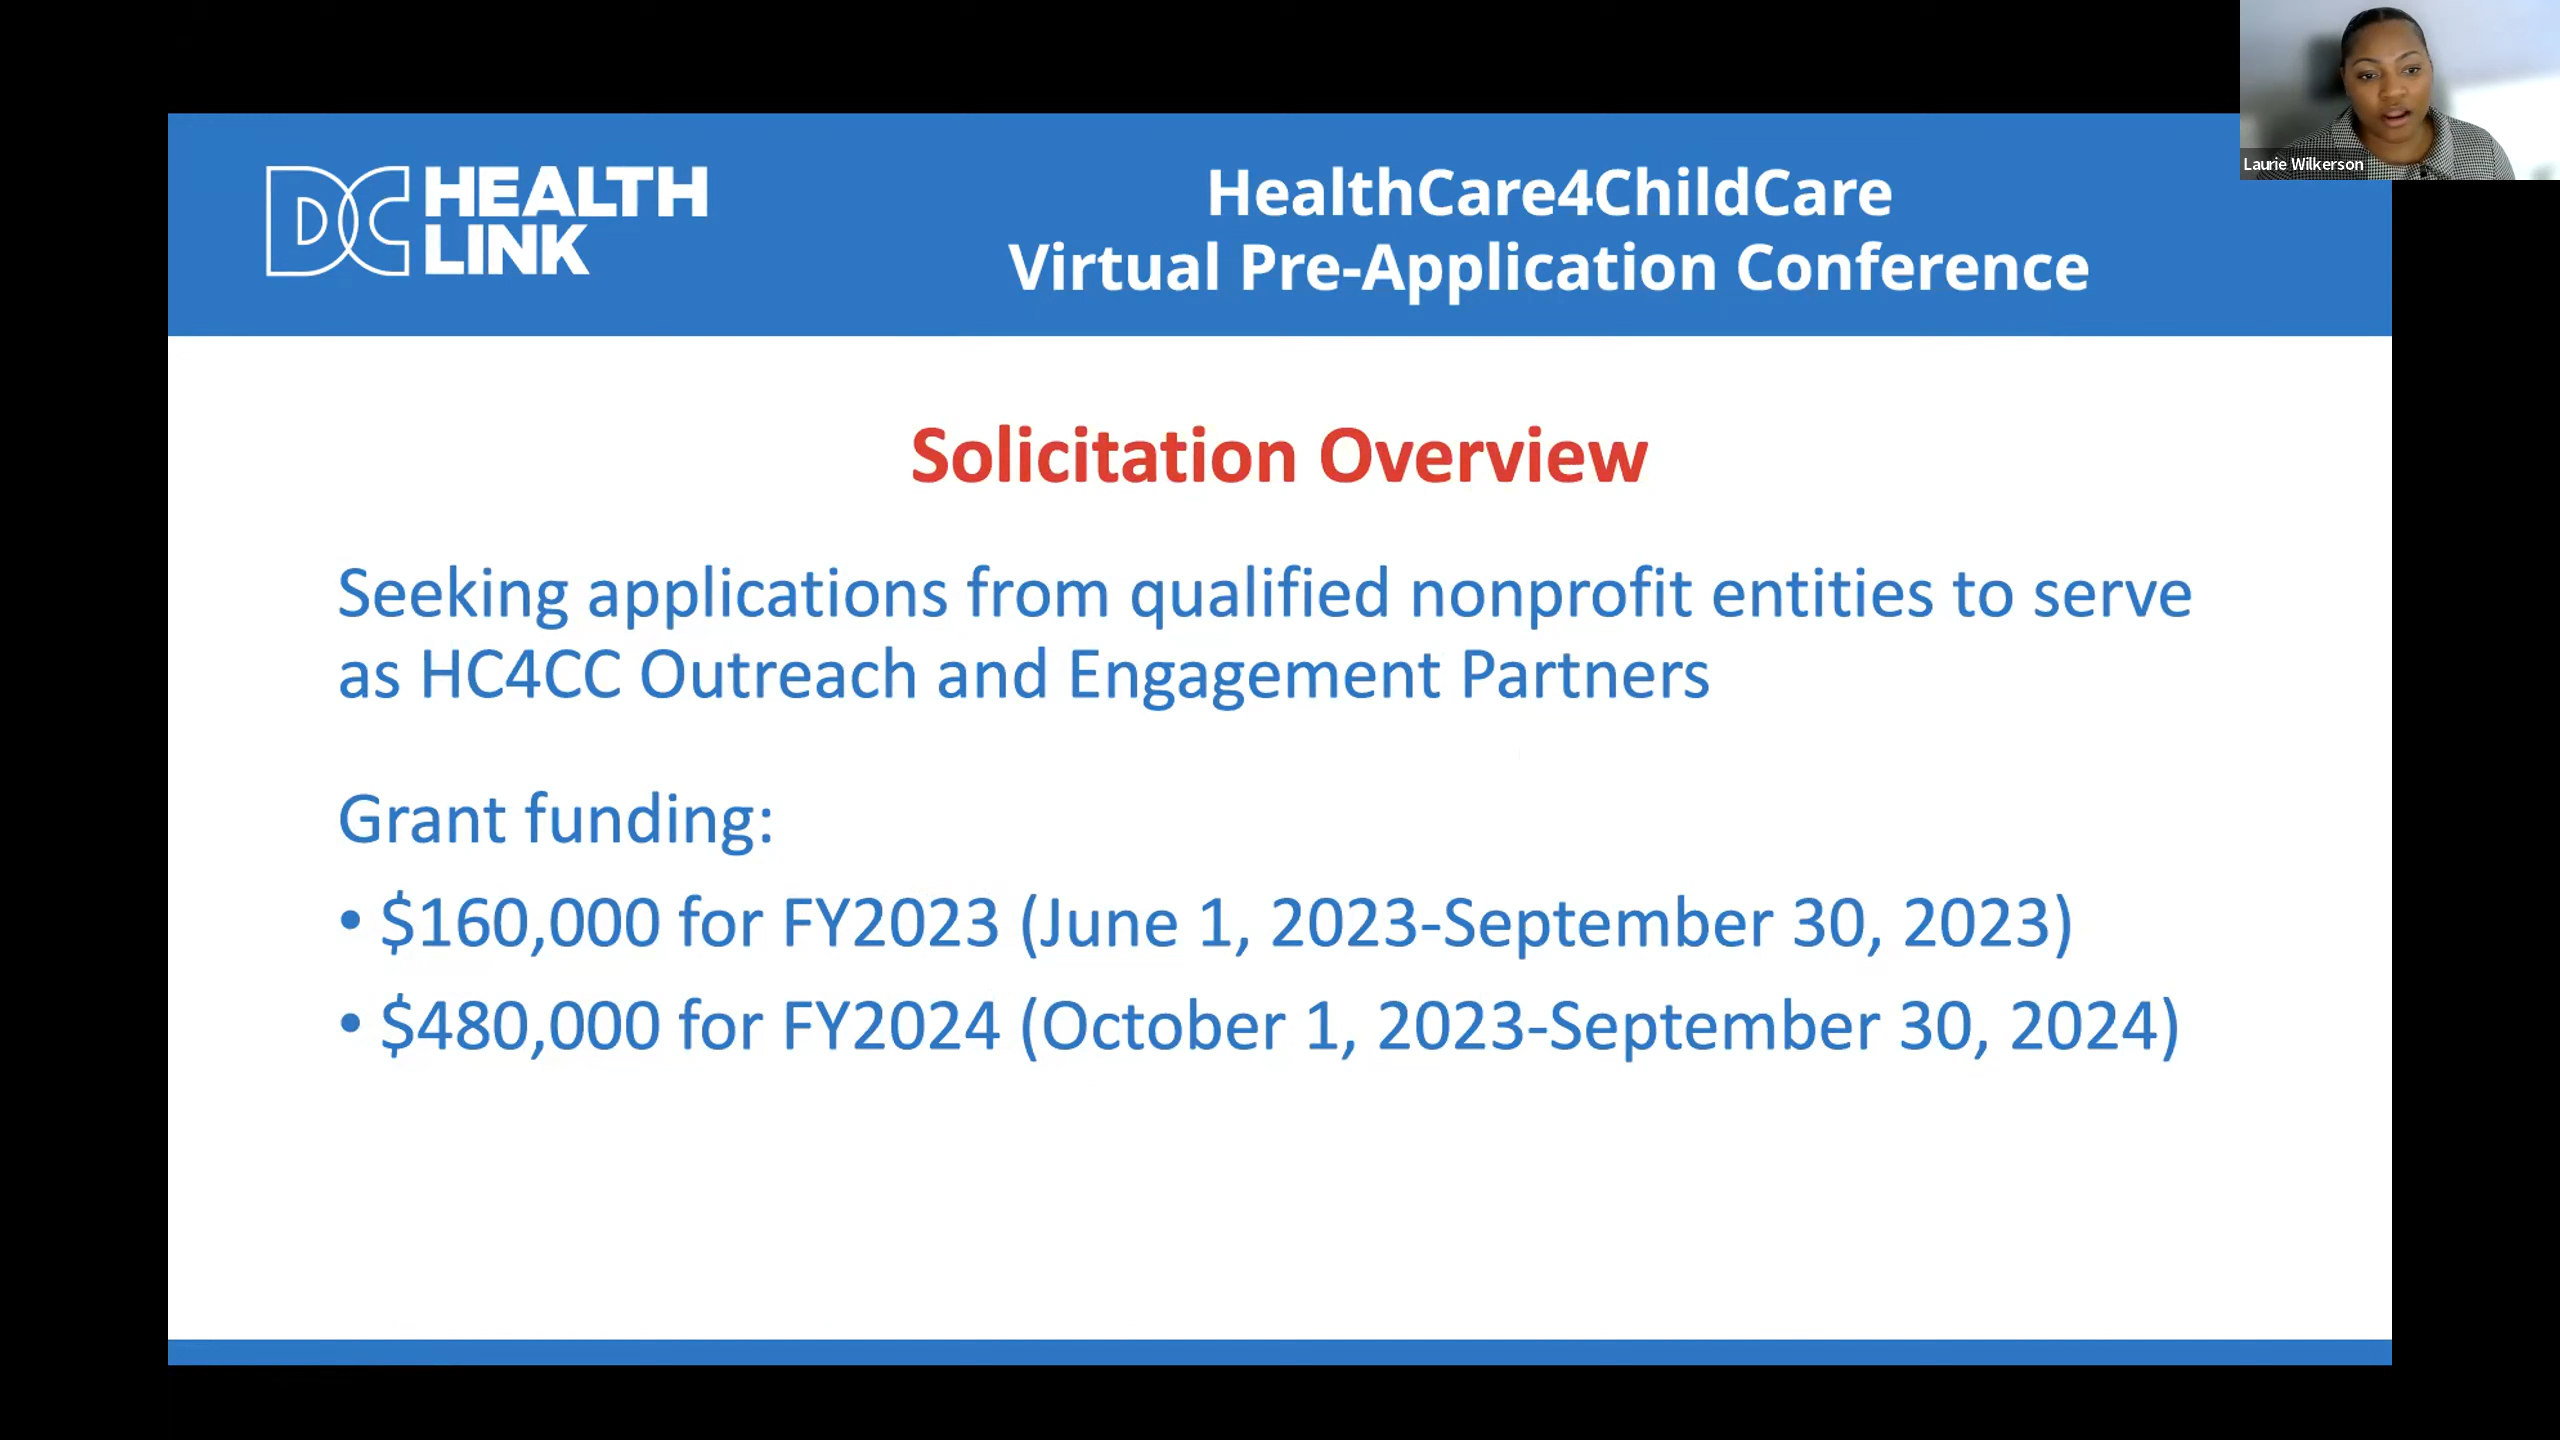 Laurie Wilkerson
DC HEALTH
LINK
HealthCare4ChildCare
Virtual Pre-Application Conference
Solicitation Overview
Seeking applications from qualified nonprofit entities to serve
as HC4CC Outreach and Engagement Partners
Grant funding:
• $160,000 for FY2023 (June 1, 2023-September 30, 2023)
• $480,000 for FY2024 (October 1, 2023-September 30, 2024)